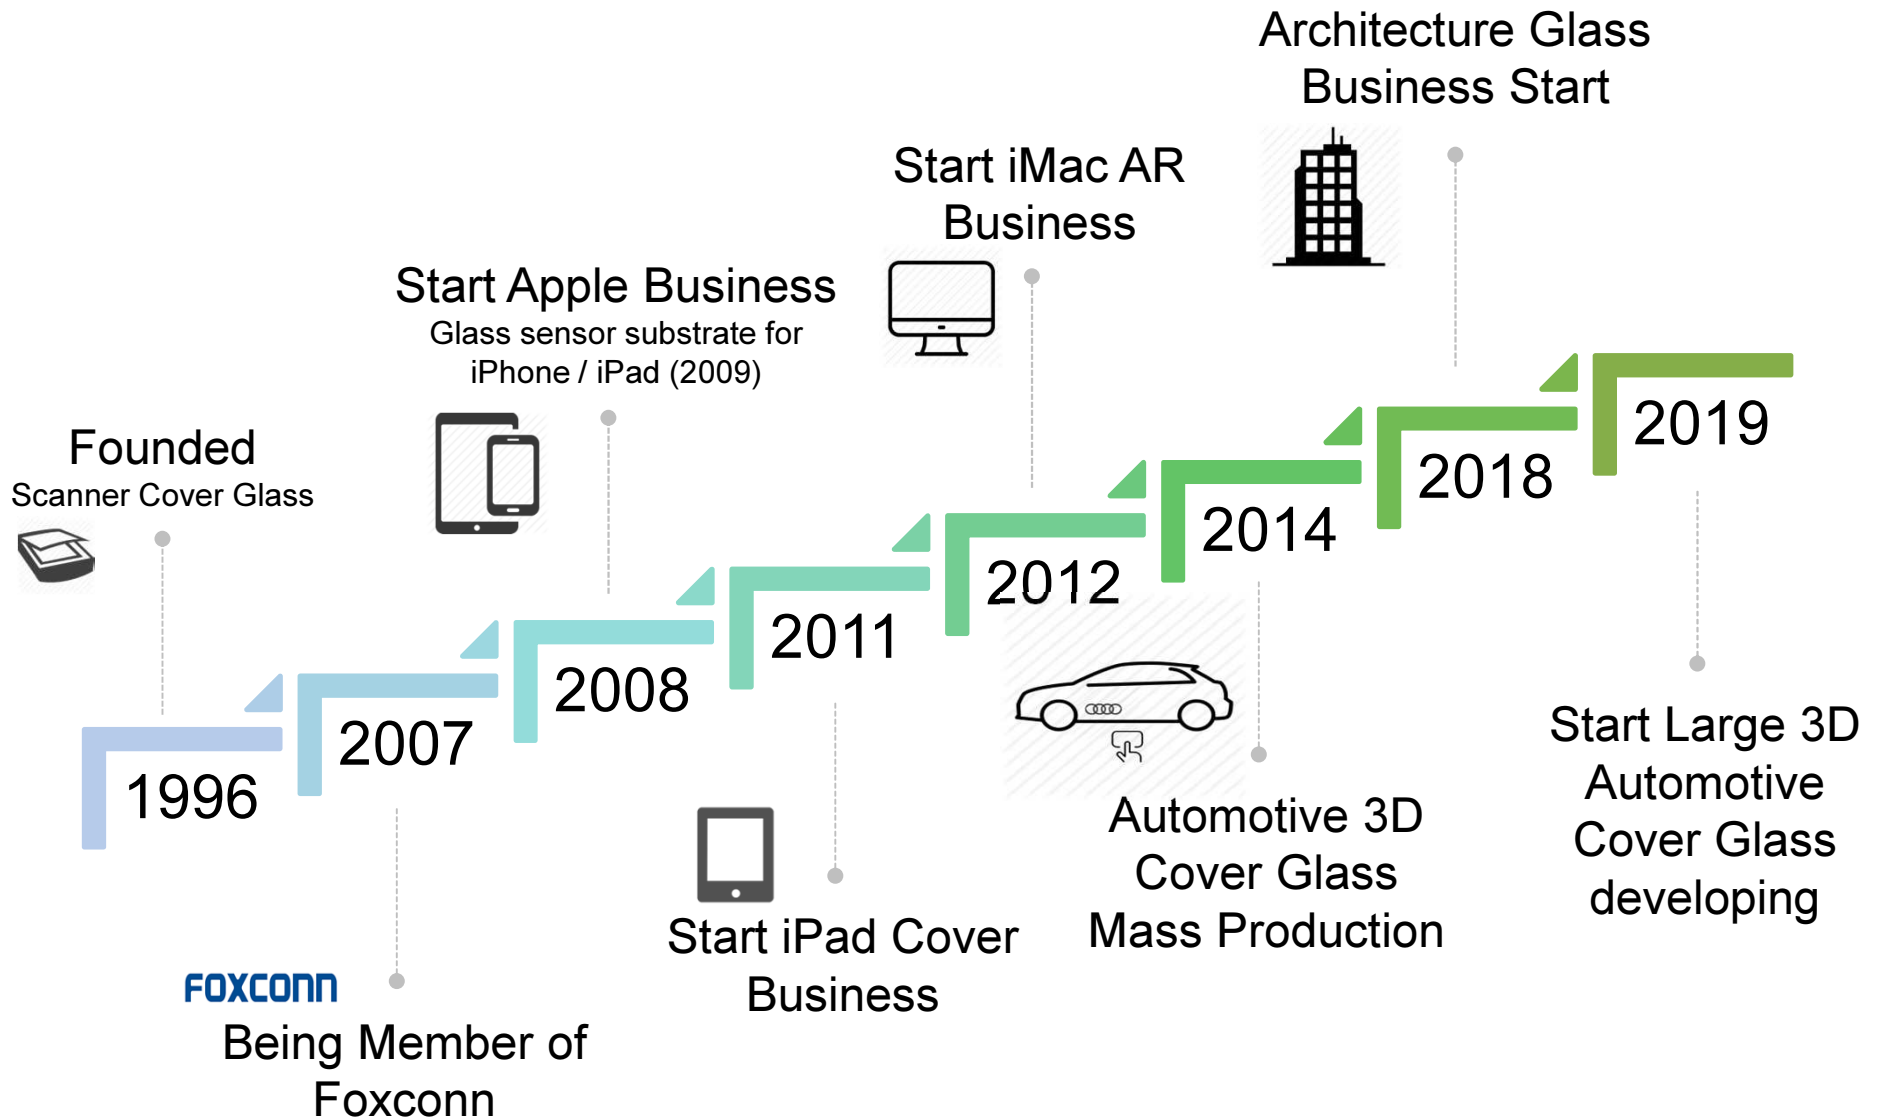 Founded
Scanner Cover Glass
1996
2007
FOXCONN
Being Member of
Foxconn
Start Apple Business
Glass sensor substrate for
iPhone / iPad (2009)
2008
2011
Start iPad Cover
Business
Start iMac AR
Business
2012
2014
Automotive 3D
Cover Glass
Mass Production
Architecture Glass
Business Start
2018
2019
Start Large 3D
Automotive
Cover Glass
developing